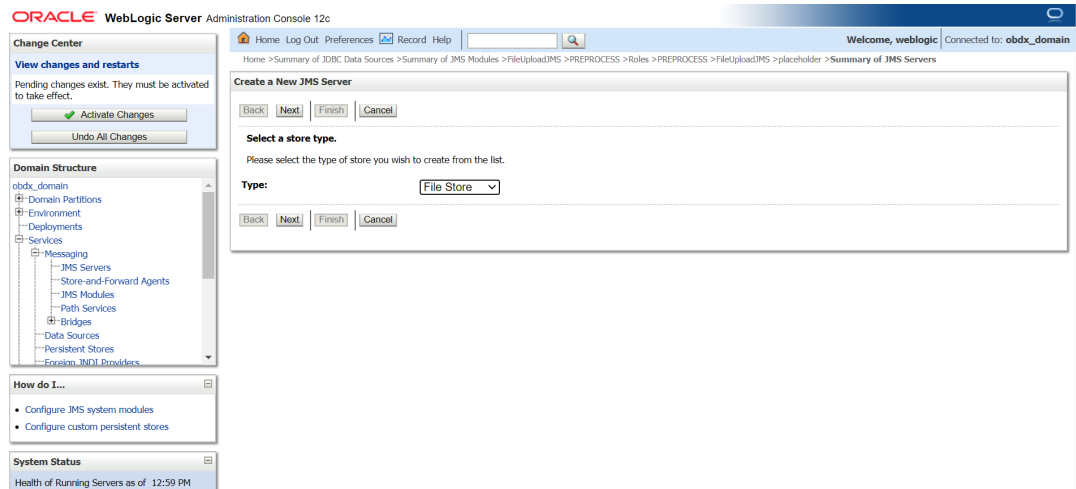 ORACLE WebLogic Server Administration Console 12c
Change Center
View changes and restarts
Pending changes exist. They must be activated
to take effect.
Activate Changes
Undo All Changes
Domain Structure
obdx_domain
Domain Partitions
Environment
Deployments
Services
Messaging
JMS Servers
Store-and-Forward Agents
JMS Modules
Path Services
Bridges
Data Sources
Persistent Stores
Foreign JNDI Providers
How do I...
Configure JMS system modules
Configure custom persistent stores
System Status
Health of Running Servers as of 12:59 PM
Home Log Out Preferences Record Help
Welcome, weblogic Connected to: obdx_domain
Home >Summary of JDBC Data Sources >Summary of JMS Modules >FileUploadJMS >PREPROCESS >Roles >PREPROCESS >FileUploadJMS >placeholder >Summary of JMS Servers
Create a New JMS Server
Back Next Finish Cancel
Select a store type.
Please select the type of store you wish to create from the list.
Type: File Store
Back Next Finish Cancel